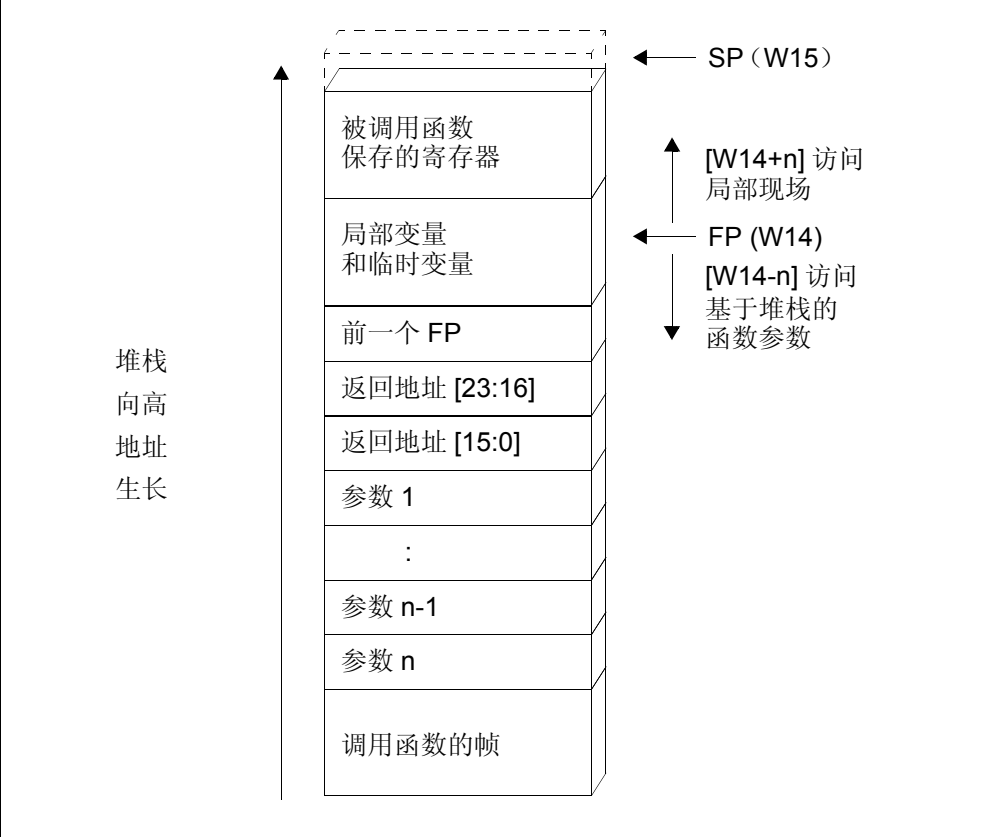 SP（W15）
被调用函数
保存的寄存器
[W14+n] 访问
局部现场
局部变量
和临时变量
FP (W14)
[W14-n] 访问
基于堆栈的
函数参数
前一个 FP
堆栈
向高
地址
生长
返回地址 [23:16]
返回地址 [15:0]
参数 1
:
参数 n-1
参数 n
调用函数的帧